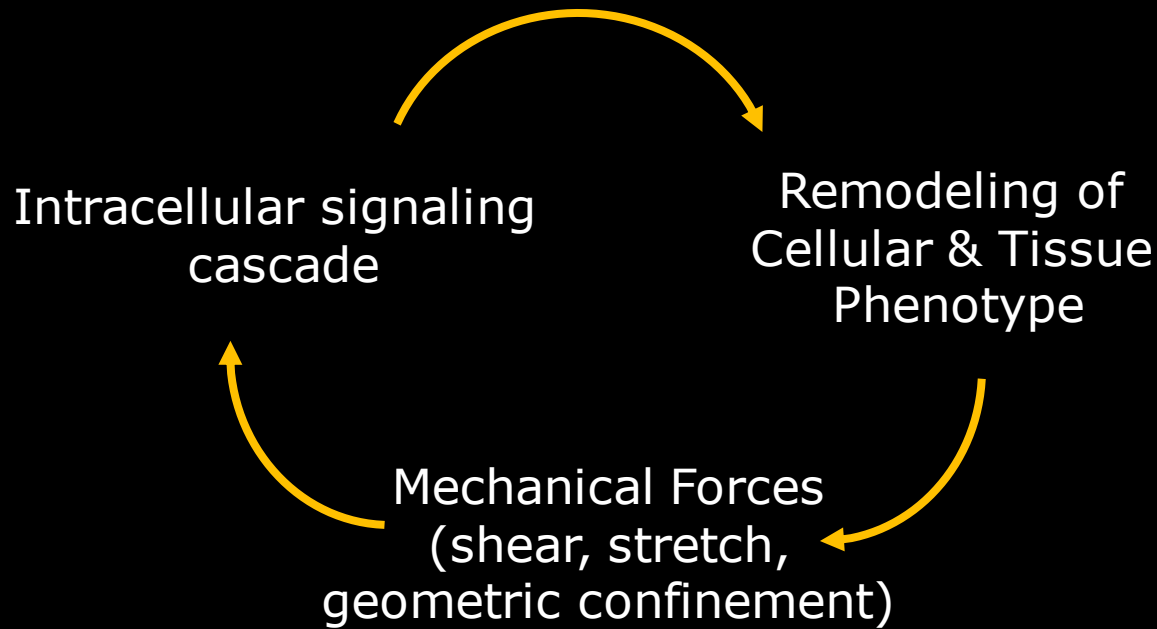 Intracellular signaling
cascade
Remodeling of
Cellular & Tissue
Phenotype
Mechanical Forces
(shear, stretch,
geometric confinement)